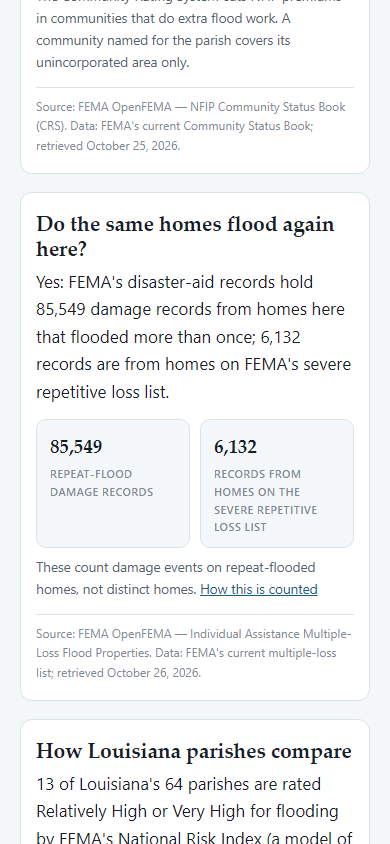 in communities that do extra flood work. A
community named for the parish covers its
unincorporated area only.
Source: FEMA OpenFEMA — NFIP Community Status Book
(CRS). Data: FEMA's current Community Status Book;
retrieved October 25, 2026.
Do the same homes flood again
here?
Yes: FEMA's disaster-aid records hold
85,549 damage records from homes here
that flooded more than once; 6,132
records are from homes on FEMA's severe
repetitive loss list.
85,549
REPEAT-FLOOD
DAMAGE RECORDS
6,132
RECORDS FROM
HOMES ON THE
SEVERE REPETITIVE
LOSS LIST
These count damage events on repeat-flooded
homes, not distinct homes. How this is counted
Source: FEMA OpenFEMA — Individual Assistance Multiple-
Loss Flood Properties. Data: FEMA's current multiple-loss
list; retrieved October 26, 2026.
How Louisiana parishes compare
13 of Louisiana's 64 parishes are rated
Relatively High or Very High for flooding
by FEMA's National Risk Index (a model of